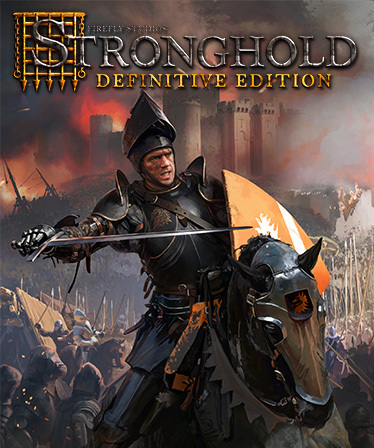 FIREFLY STUDIOS'
STRONGHOLD
DEFINITIVE EDITION